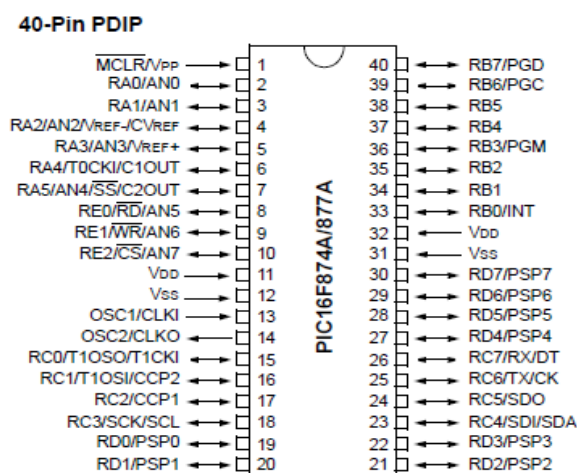 40-Pin PDIP
MCLR/VPP 1 40 RB7/PGD
RA0/AN0 2 39 RB6/PGC
RA1/AN1 3 38 RB5
RA2/AN2/VREF-/CVREF 4 37 RB4
RA3/AN3/VREF+ 5 36 RB3/PGM
RA4/T0CKI/C1OUT 6 35 RB2
RA5/AN4/SS/C2OUT 7 34 RB1
RE0/RD/AN5 8 33 RB0/INT
RE1/WR/AN6 9 32 VDD
RE2/CS/AN7 10 31 VSS
VDD 11 30 RD7/PSP7
VSS 12 29 RD6/PSP6
OSC1/CLKI 13 28 RD5/PSP5
OSC2/CLKO 14 27 RD4/PSP4
RC0/T1OSO/T1CKI 15 26 RC7/RX/DT
RC1/T1OSI/CCP2 16 25 RC6/TX/CK
RC2/CCP1 17 24 RC5/SDO
RC3/SCK/SCL 18 23 RC4/SDI/SDA
RD0/PSP0 19 22 RD3/PSP3
RD1/PSP1 20 21 RD2/PSP2
PIC16F874A/877A